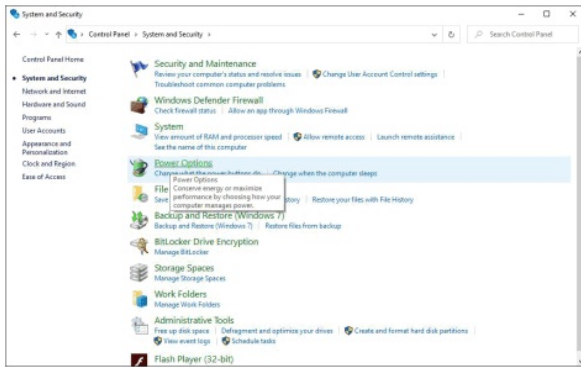 System and Security
Control Panel > System and Security >
Search Control Panel
Control Panel Home
System and Security
Network and Internet
Hardware and Sound
Programs
User Accounts
Appearance and
Personalization
Clock and Region
Ease of Access
Security and Maintenance
Review your computer's status and resolve issues | Change User Account Control settings |
Troubleshoot common computer problems
Windows Defender Firewall
Check firewall status | Allow an app through Windows Firewall
System
View amount of RAM and processor speed | Allow remote access | Launch remote assistance |
See the name of this computer
Power Options
Change what the power buttons do | Change when the computer sleeps
Power Options
Conserve energy or maximize
performance by choosing how your
computer manages power.
File
Save story | Restore your files with File History
Backup and Restore (Windows 7)
Backup and Restore (Windows 7) | Restore files from backup
BitLocker Drive Encryption
Manage BitLocker
Storage Spaces
Manage Storage Spaces
Work Folders
Manage Work Folders
Administrative Tools
Free up disk space | Defragment and optimize your drives | Create and format hard disk partitions |
View event logs | Schedule tasks
Flash Player (32-bit)